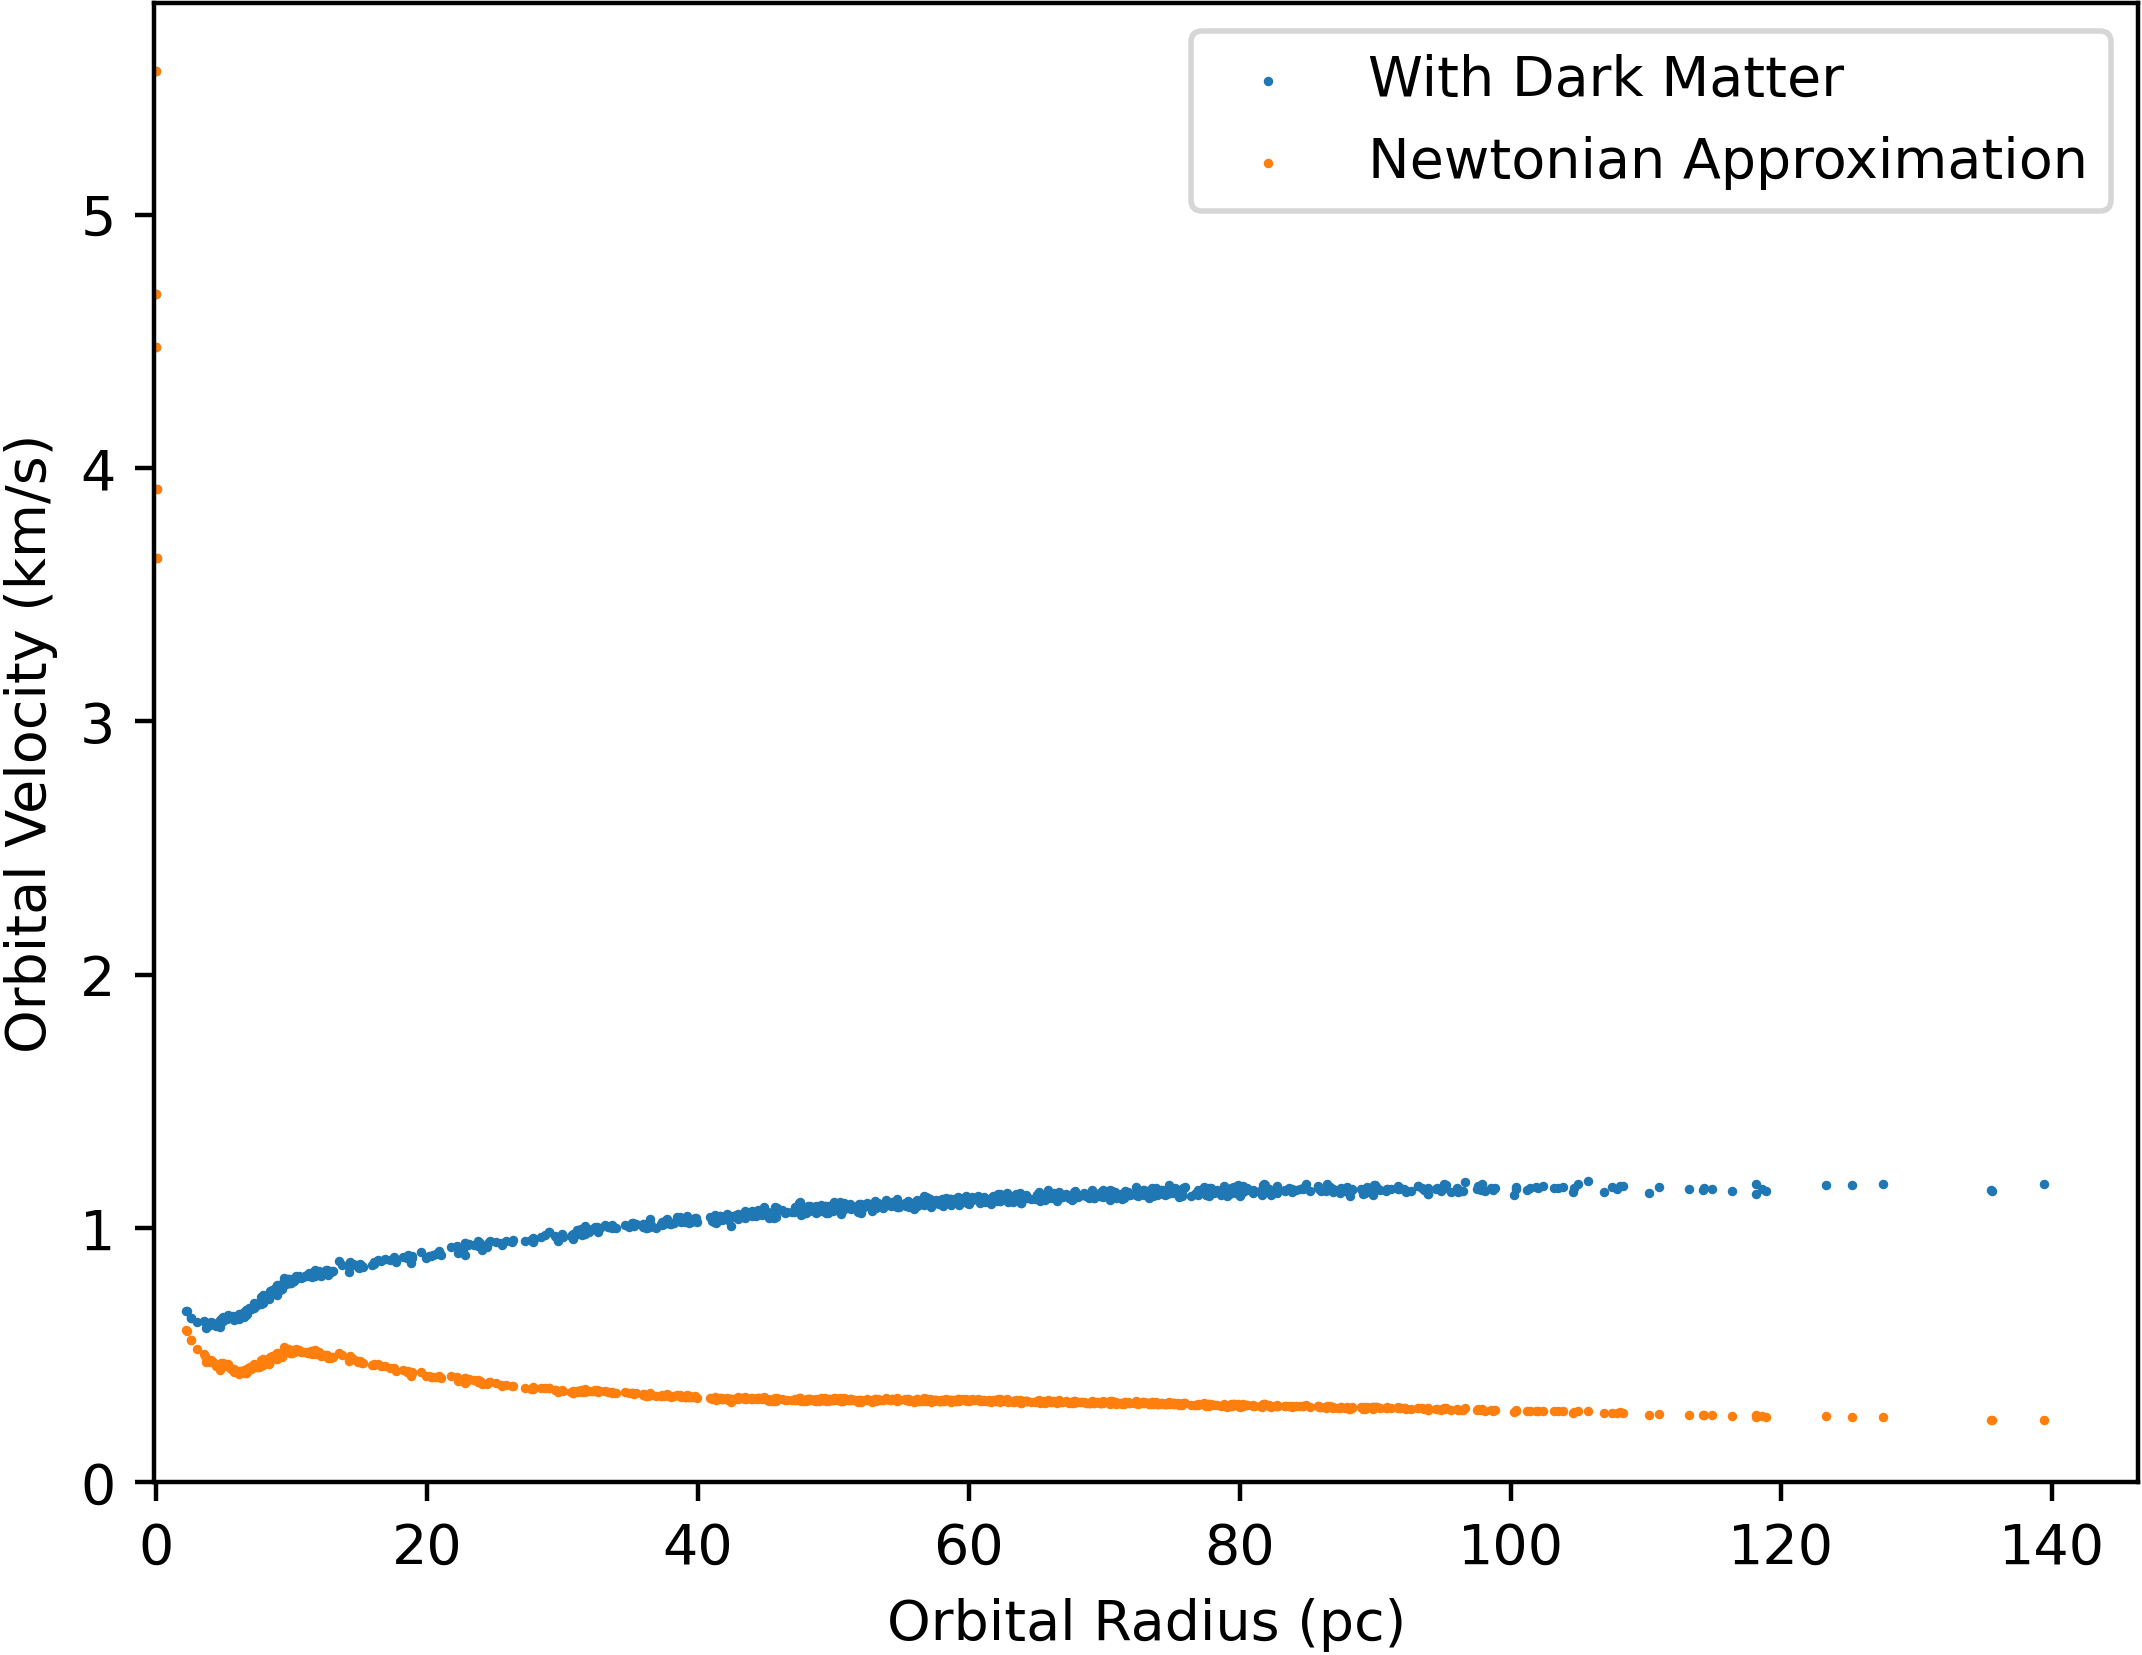 With Dark Matter
Newtonian Approximation
Orbital Velocity (km/s)
5
4
3
2
1
0
0 20 40 60 80 100 120 140
Orbital Radius (pc)